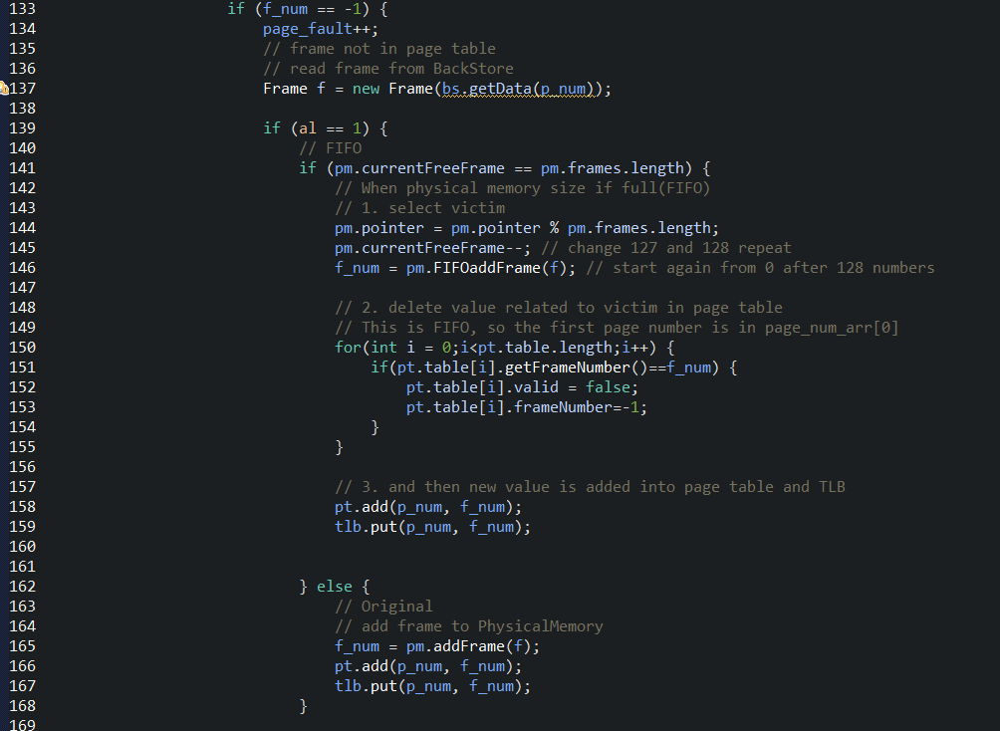 133 if (f_num == -1) {
134 page_fault++;
135 // frame not in page table
136 // read frame from BackStore
137 Frame f = new Frame(bs.getData(p_num));
138
139 if (al == 1) {
140 // FIFO
141 if (pm.currentFreeFrame == pm.frames.length) {
142 // When physical memory size if full(FIFO)
143 // 1. select victim
144 pm.pointer = pm.pointer % pm.frames.length;
145 pm.currentFreeFrame--; // change 127 and 128 repeat
146 f_num = pm.FIFOaddFrame(f); // start again from 0 after 128 numbers
147
148 // 2. delete value related to victim in page table
149 // This is FIFO, so the first page number is in page_num_arr[0]
150 for(int i = 0;i<pt.table.length;i++) {
151 if(pt.table[i].getFrameNumber()==f_num) {
152 pt.table[i].valid = false;
153 pt.table[i].frameNumber=-1;
154 }
155 }
156
157 // 3. and then new value is added into page table and TLB
158 pt.add(p_num, f_num);
159 tlb.put(p_num, f_num);
160
161
162 } else {
163 // Original
164 // add frame to PhysicalMemory
165 f_num = pm.addFrame(f);
166 pt.add(p_num, f_num);
167 tlb.put(p_num, f_num);
168 }
169